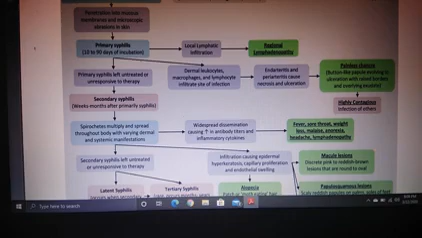 Penetration into mucous
membranes and microscopic
abrasions in skin
Primary syphilis
(10 to 90 days of incubation)
Local Lymphatic
infiltration
Regional
Lymphadenopathy
Primary syphilis left untreated or
unresponsive to therapy
Dermal leukocytes,
macrophages, and lymphocyte
infiltrate site of infection
Endarteritis and
periarteritis cause
necrosis and ulceration
Painless chancre
(Button-like papule evolving to
ulceration with raised borders
and overlying exudate)
Secondary syphilis
(Weeks-months after primary syphilis)
Highly Contagious
Infection of others
Spirochetes multiply and spread
throughout body with varying dermal
and systemic manifestations
Widespread dissemination
causing ↑ in antibody titers and
inflammatory cytokines
Fever, sore throat, weight
loss, malaise, anorexia,
headache, lymphadenopathy
Secondary syphilis left untreated
or unresponsive to therapy
Infiltration causing epidermal
hyperkeratosis, capillary proliferation
and endothelial swelling
Macule lesions
Discrete pink to reddish-brown
lesions that are round to oval
Latent Syphilis
Tertiary Syphilis
Alopecia
Papulosquamous lesions
Type here to search